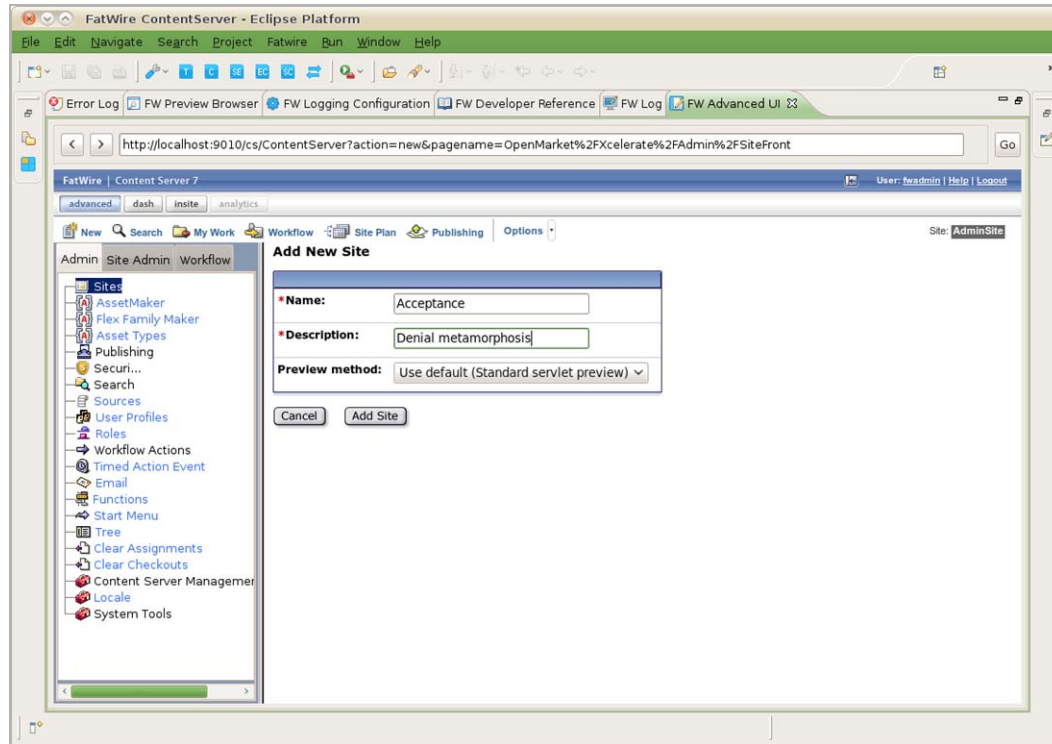 FatWire ContentServer - Eclipse Platform
File Edit Navigate Search Project Fatwire Run Window Help
T C SE EC SC
Error Log FW Preview Browser FW Logging Configuration FW Developer Reference FW Log FW Advanced UI
http://localhost:9010/cs/ContentServer?action=new&pagename=OpenMarket%2FXcelerate%2FAdmin%2FSiteFront Go
FatWire | Content Server 7 User: fwadmin | Help | Logout
advanced dash insite analytics
New Search My Work Workflow Site Plan Publishing Options Site: AdminSite
Admin Site Admin Workflow
Sites
AssetMaker
Flex Family Maker
Asset Types
Publishing
Securi...
Search
Sources
User Profiles
Roles
Workflow Actions
Timed Action Event
Email
Functions
Start Menu
Tree
Clear Assignments
Clear Checkouts
Content Server Managemer
Locale
System Tools
Add New Site
*Name: Acceptance
*Description: Denial metamorphosis
Preview method: Use default (Standard servlet preview)
Cancel Add Site